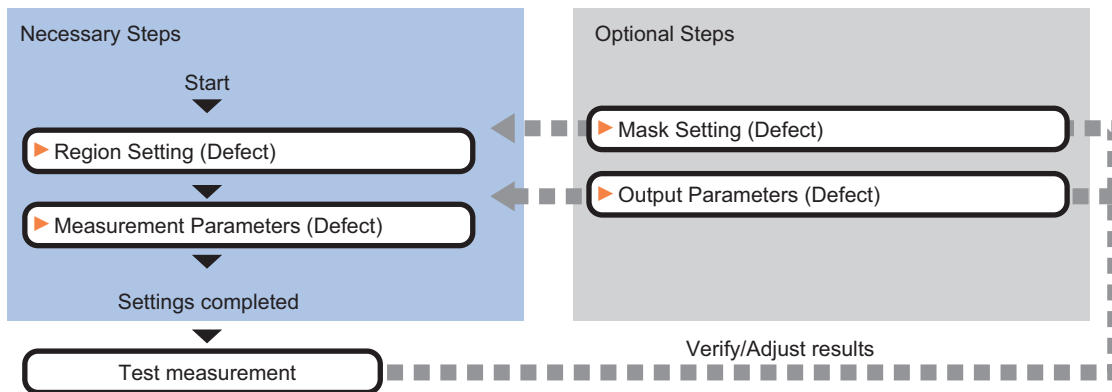 Necessary Steps
Start
Region Setting (Defect)
Measurement Parameters (Defect)
Settings completed
Test measurement
Optional Steps
Mask Setting (Defect)
Output Parameters (Defect)
Verify/Adjust results